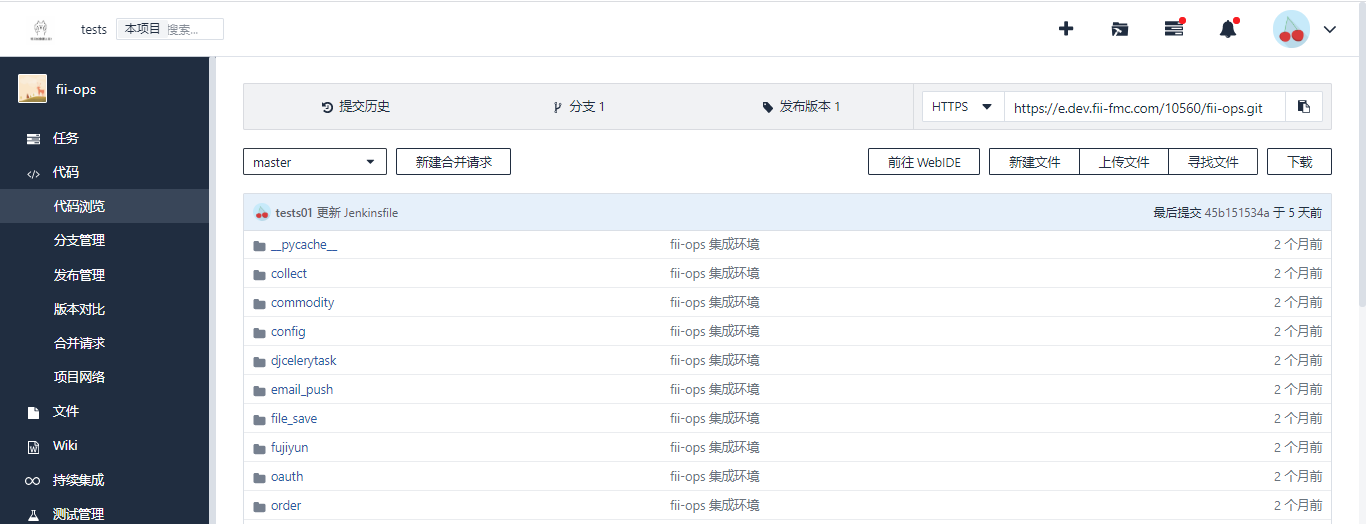 tests 本项目 搜索...
fii-ops
任务
代码
代码浏览
分支管理
发布管理
版本对比
合并请求
项目网络
文件
Wiki
持续集成
测试管理
提交历史 分支 1 发布版本 1 HTTPS https://e.dev.fii-fmc.com/10560/fii-ops.git
master 新建合并请求 前往 WebIDE 新建文件 上传文件 寻找文件 下载
tests01 更新 Jenkinsfile 最后提交 45b151534a 于 5 天前
__pycache__ fii-ops 集成环境 2 个月前
collect fii-ops 集成环境 2 个月前
commodity fii-ops 集成环境 2 个月前
config fii-ops 集成环境 2 个月前
djcelerytask fii-ops 集成环境 2 个月前
email_push fii-ops 集成环境 2 个月前
file_save fii-ops 集成环境 2 个月前
fujiyun fii-ops 集成环境 2 个月前
oauth fii-ops 集成环境 2 个月前
order fii-ops 集成环境 2 个月前